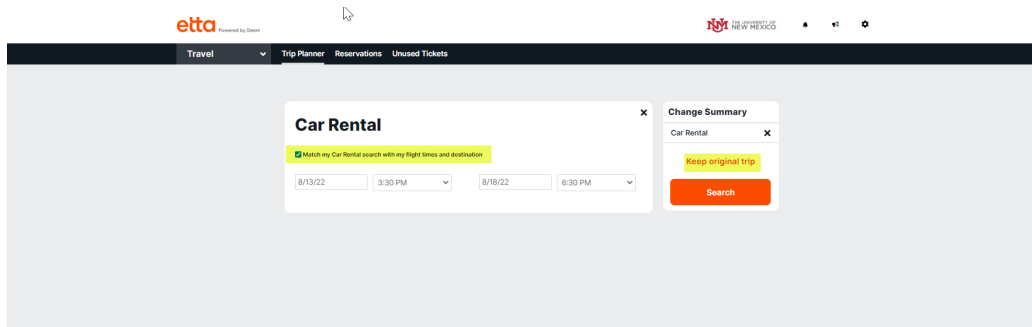 etta Powered by Deem
UNM THE UNIVERSITY OF
NEW MEXICO
Travel Trip Planner Reservations Unused Tickets
Car Rental
Match my Car Rental search with my flight times and destination
8/13/22 3:30 PM 8/18/22 6:30 PM
Change Summary
Car Rental
Keep original trip
Search